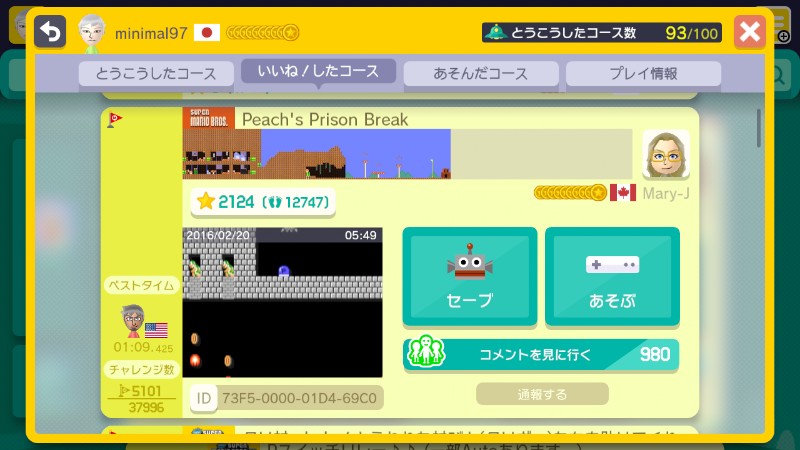 minimal97
とうこうしたコース数 93/100
とうこうしたコース
いいね!したコース
あそんだコース
プレイ情報
SUPER
MARIO BROS.
Peach's Prison Break
2124 (12747)
Mary-J
2016/02/20 05:49
セーブ
あそぶ
ベストタイム
01:09.425
チャレンジ数
5101
37996
コメントを見に行く 980
ID 73F5-0000-01D4-69C0
通報する